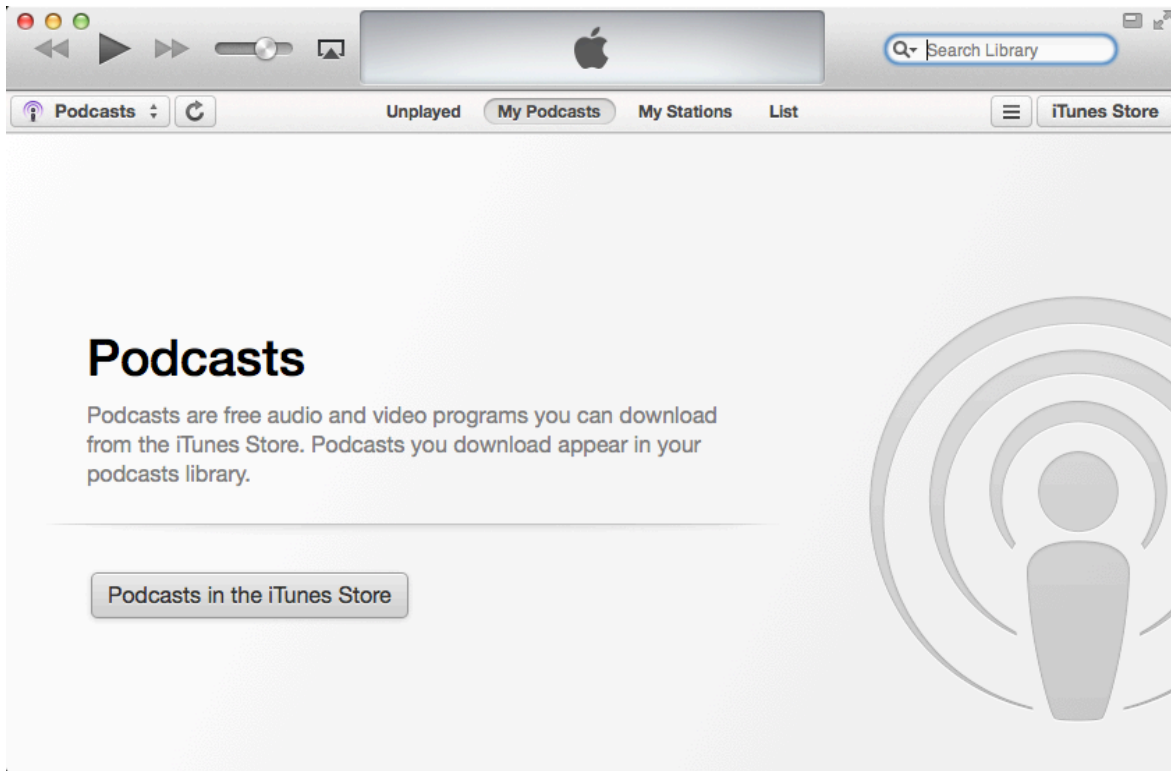 Search Library
Podcasts
Unplayed My Podcasts My Stations List
iTunes Store
Podcasts
Podcasts are free audio and video programs you can download
from the iTunes Store. Podcasts you download appear in your
podcasts library.
Podcasts in the iTunes Store